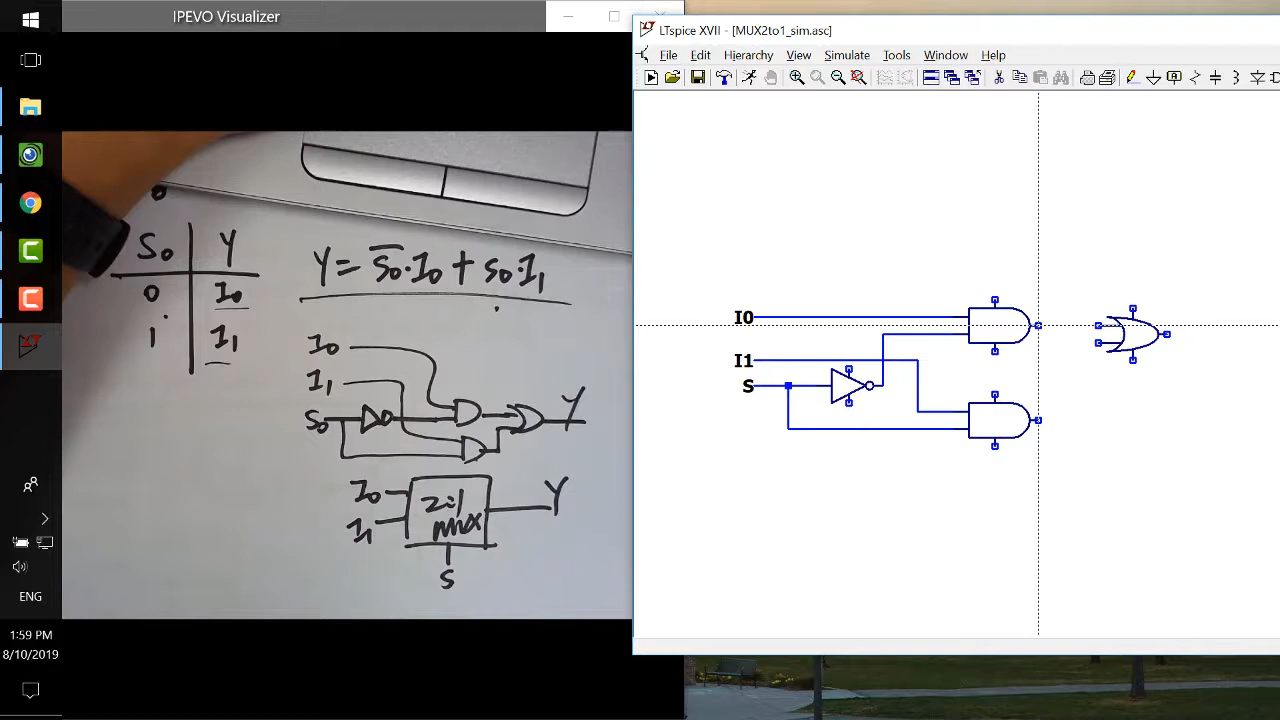 IPEVO Visualizer
LTspice XVII - [MUX2to1_sim.asc]
File Edit Hierarchy View Simulate Tools Window Help
S₀ Y
0 I₀
1 I₁
Y = S̅₀·I₀ + S₀·I₁
I₀
I₁
S₀
Y
I₀
I₁
2:1
MUX
Y
S
I0
I1
S
ENG
1:59 PM
8/10/2019